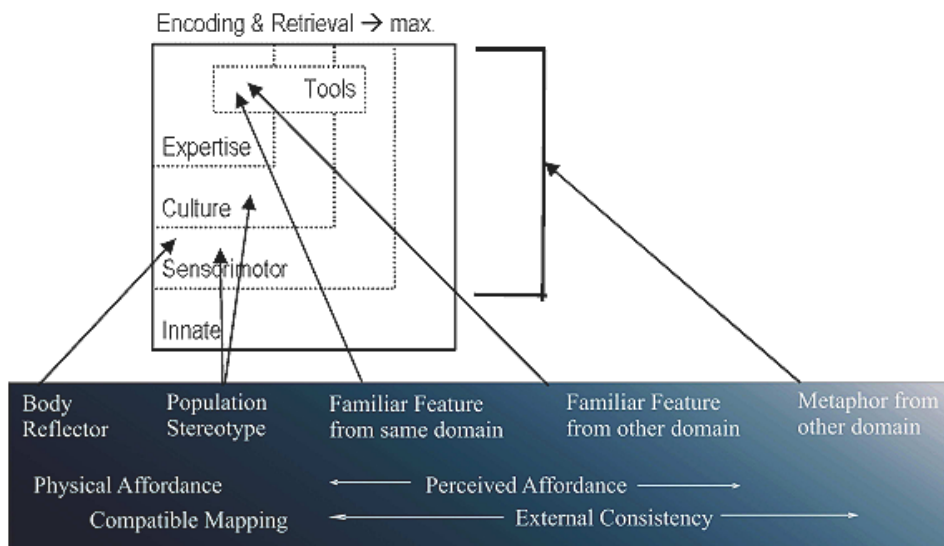 Encoding & Retrieval → max.
Tools
Expertise
Culture
Sensorimotor
Innate
Body
Reflector
Population
Stereotype
Familiar Feature
from same domain
Familiar Feature
from other domain
Metaphor from
other domain
Physical Affordance
Perceived Affordance
Compatible Mapping
External Consistency